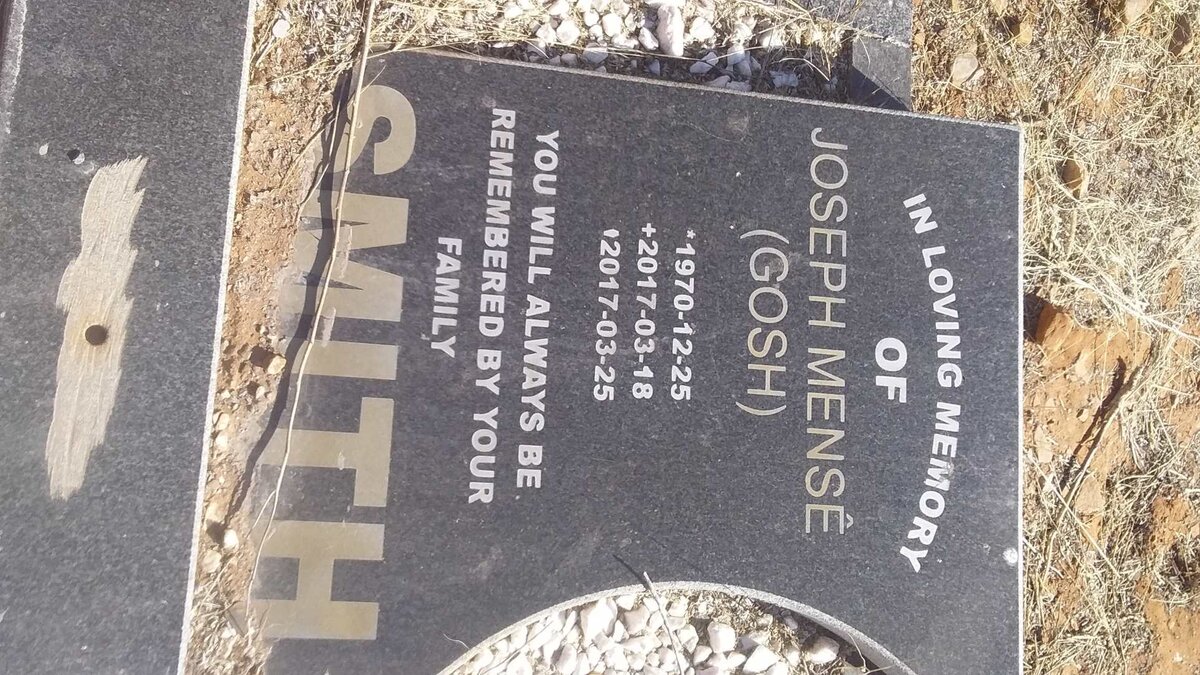 IN LOVING MEMORY
OF
JOSEPH MENSÊ
(GOSH)
*1970-12-25
+2017-03-18
2017-03-25
YOU WILL ALWAYS BE
REMEMBERED BY YOUR
FAMILY
SMITH